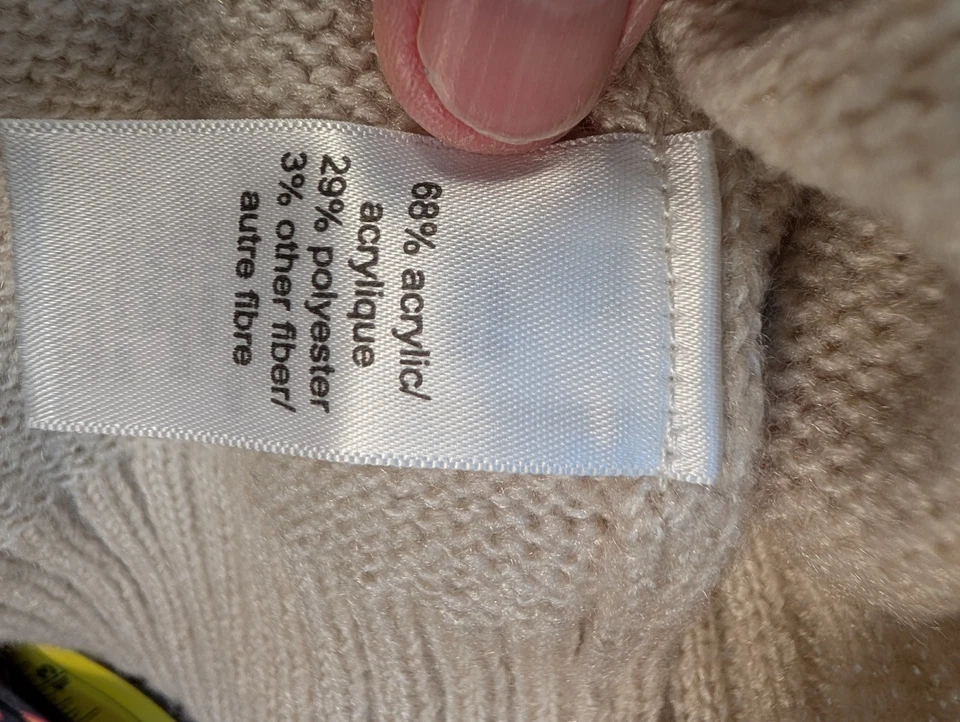 68% acrylic/
acrylique
29% polyester
3% other fiber/
autre fibre